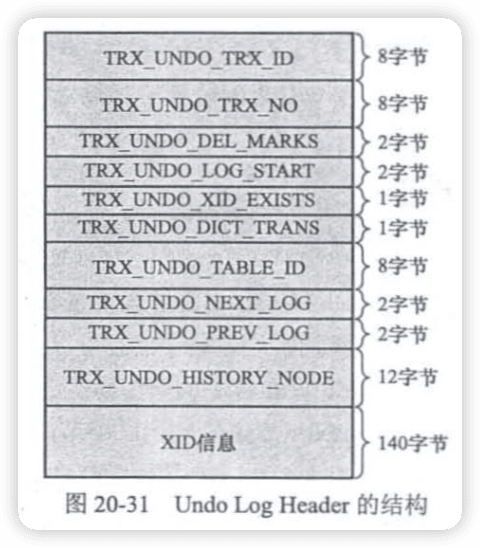 TRX_UNDO_TRX_ID 8字节
TRX_UNDO_TRX_NO 8字节
TRX_UNDO_DEL_MARKS 2字节
TRX_UNDO_LOG_START 2字节
TRX_UNDO_XID_EXISTS 1字节
TRX_UNDO_DICT_TRANS 1字节
TRX_UNDO_TABLE_ID 8字节
TRX_UNDO_NEXT_LOG 2字节
TRX_UNDO_PREV_LOG 2字节
TRX_UNDO_HISTORY_NODE 12字节
XID信息 140字节
图 20-31 Undo Log Header 的结构